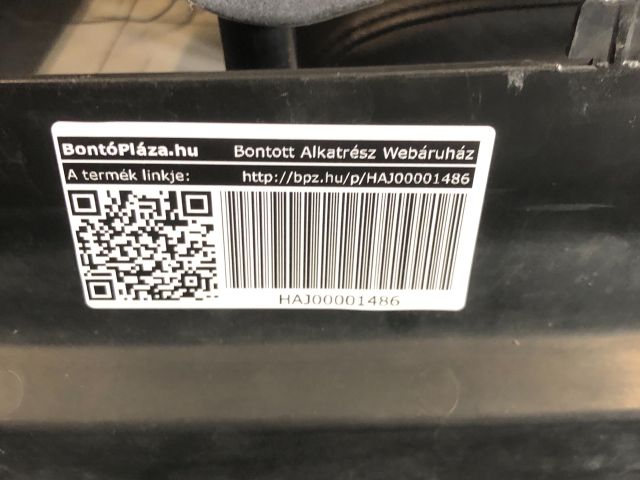 BontóPláza.hu Bontott Alkatrész Webáruház
A termék linkje: http://bpz.hu/p/HAJ00001486
HAJ00001486